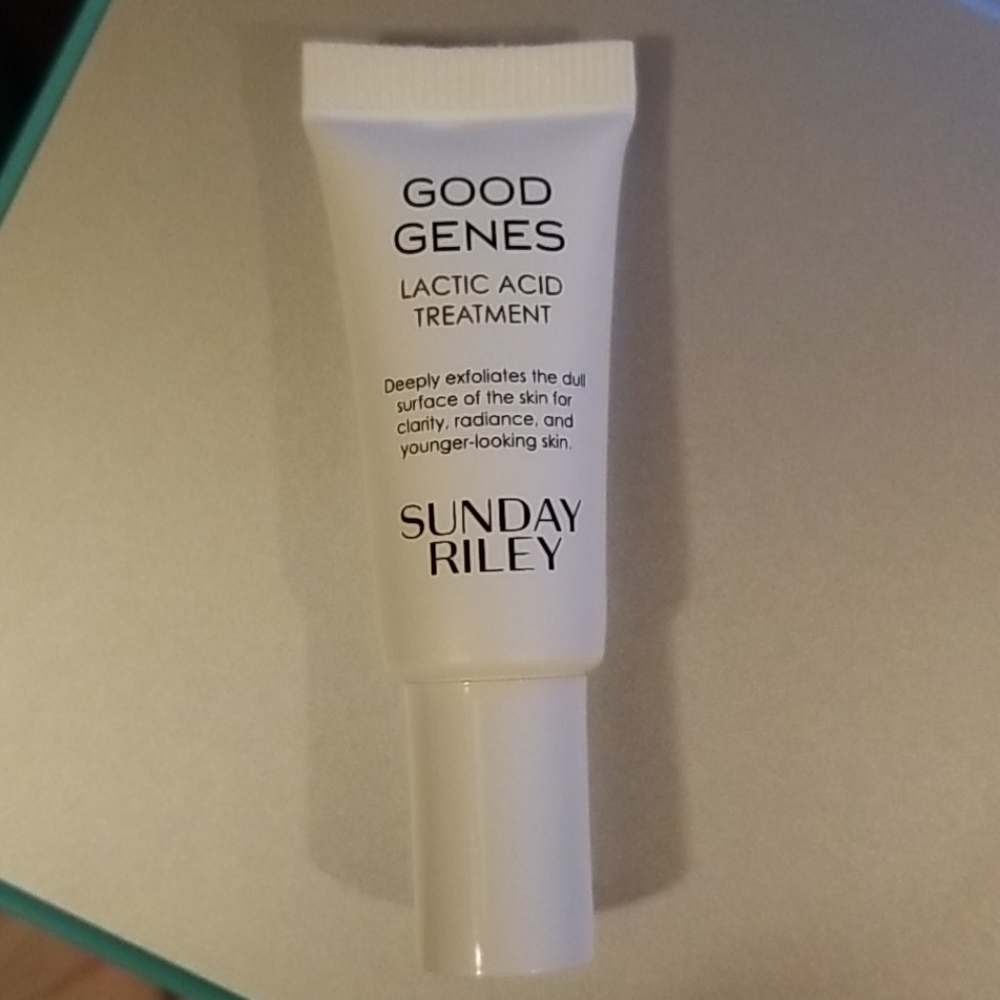 GOOD
GENES
LACTIC ACID
TREATMENT
Deeply exfoliates the dull
surface of the skin for
clarity, radiance, and
younger-looking skin.
SUNDAY
RILEY